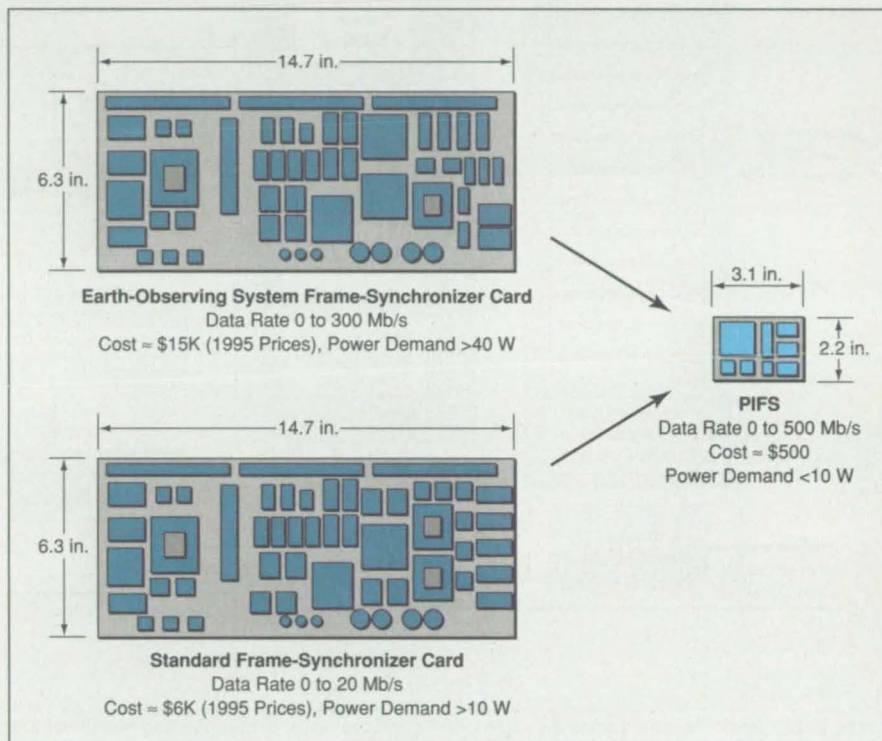 14.7 in.
6.3 in.
Earth-Observing System Frame-Synchronizer Card
Data Rate 0 to 300 Mb/s
Cost ≈ $15K (1995 Prices), Power Demand >40 W
14.7 in.
6.3 in.
Standard Frame-Synchronizer Card
Data Rate 0 to 20 Mb/s
Cost ≈ $6K (1995 Prices), Power Demand >10 W
3.1 in.
2.2 in.
PIFS
Data Rate 0 to 500 Mb/s
Cost ≈ $500
Power Demand <10 W